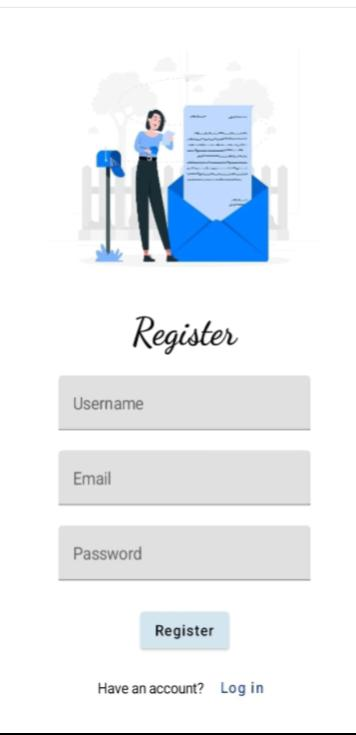 Register
Username
Email
Password
Register
Have an account? Log in